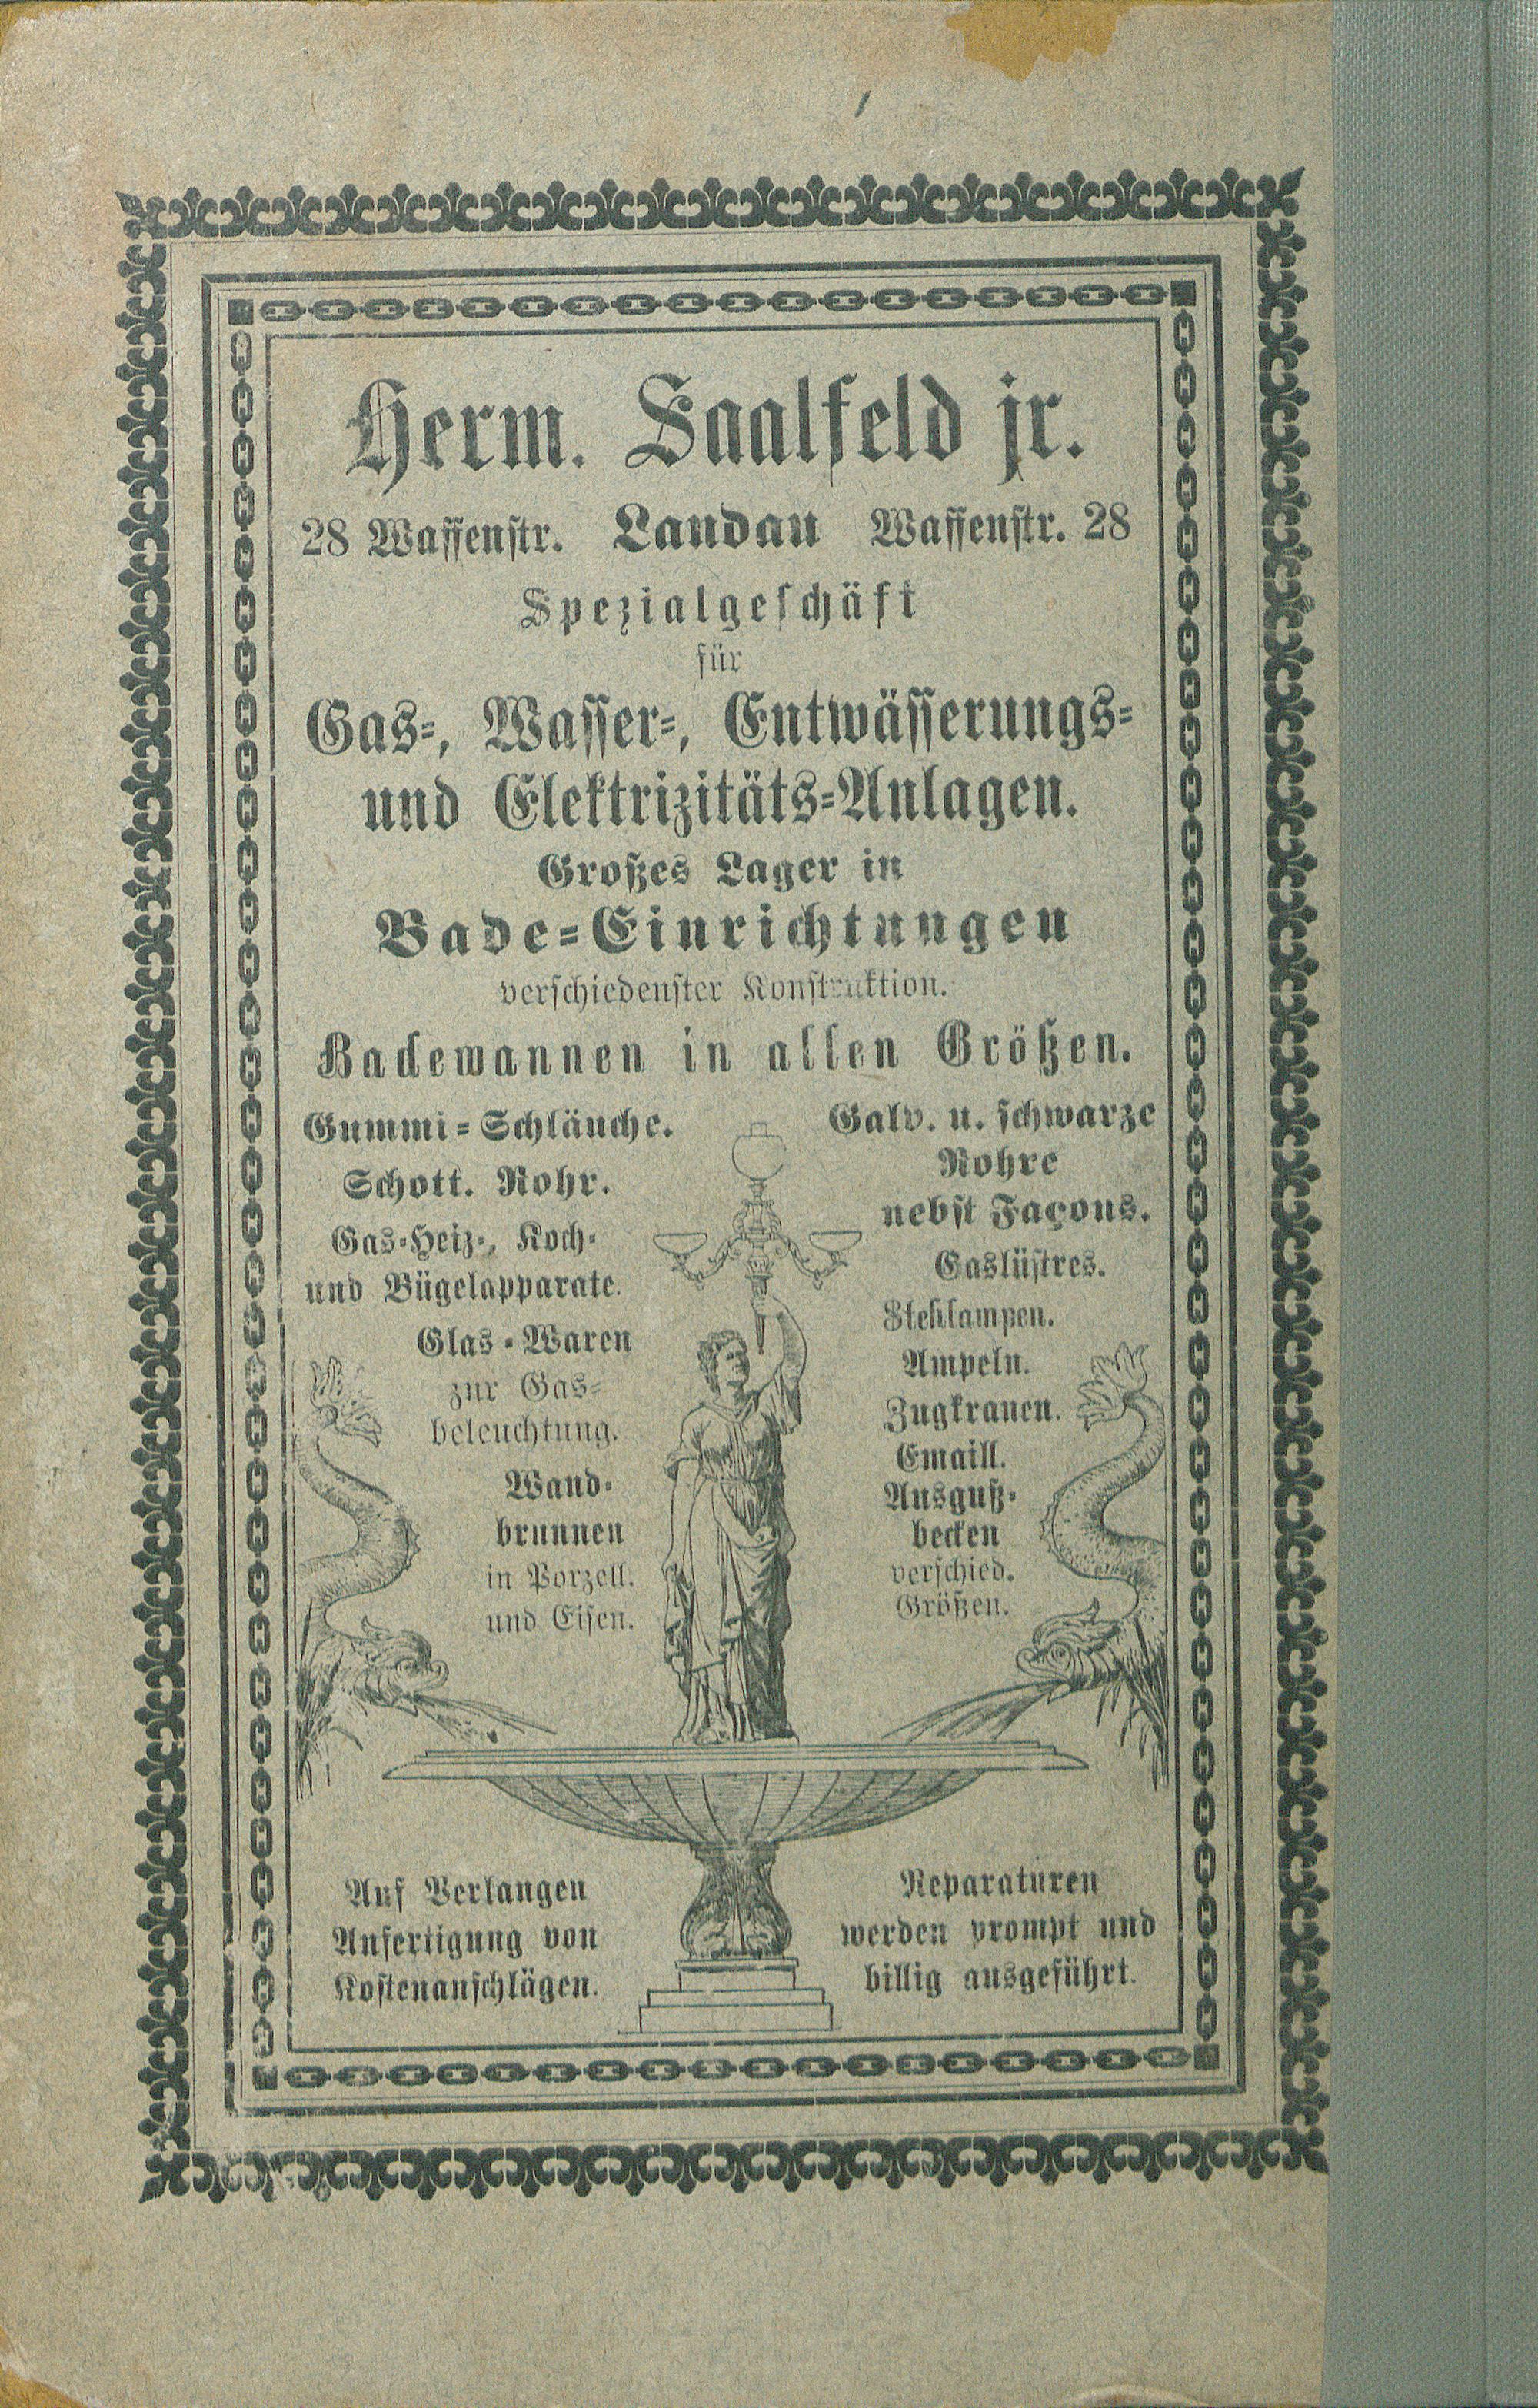 Herm. Saalfeld jr.
28 Waffenstr. Landau Waffenstr. 28
Spezialgeschäft
für
Gas-, Wasser-, Entwässerungs-
und Elektrizitäts-Anlagen.
Großes Lager in
Bade-Einrichtungen
verschiedenster Konstruktion.
Badewannen in allen Größen.
Gummi-Schläuche.
Schott. Rohr.
Gas-Heiz-, Koch-
und Bügelapparate.
Glas-Waren
zur Gas-
beleuchtung.
Wand-
brunnen
in Porzell.
und Eisen.
Galv. u. schwarze
Rohre
nebst Façons.
Gaslüstres.
Stehlampen.
Ampeln.
Zugkranen.
Emaill.
Ausguß-
becken
verschied.
Größen.
Auf Verlangen
Anfertigung von
Kostenanschlägen.
Reparaturen
werden prompt und
billig ausgeführt.